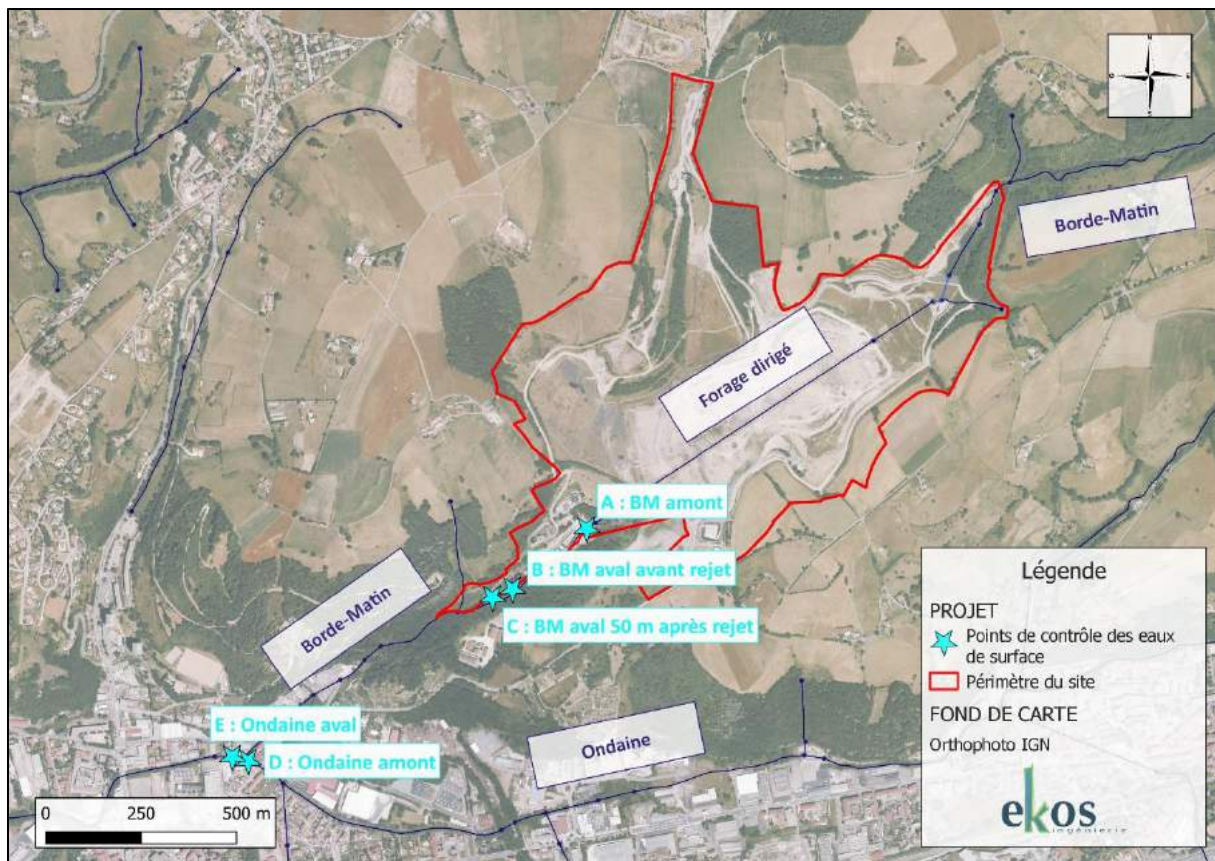 N
O
E
S
Borde-Matin
Forage dirigé
A : BM amont
B : BM aval avant rejet
C : BM aval 50 m après rejet
Borde-Matin
E : Ondaine aval
D : Ondaine amont
Ondaine
0 250 500 m
Légende
PROJET
Points de contrôle des eaux
de surface
Périmètre du site
FOND DE CARTE
Orthophoto IGN
ekos
ingénierie